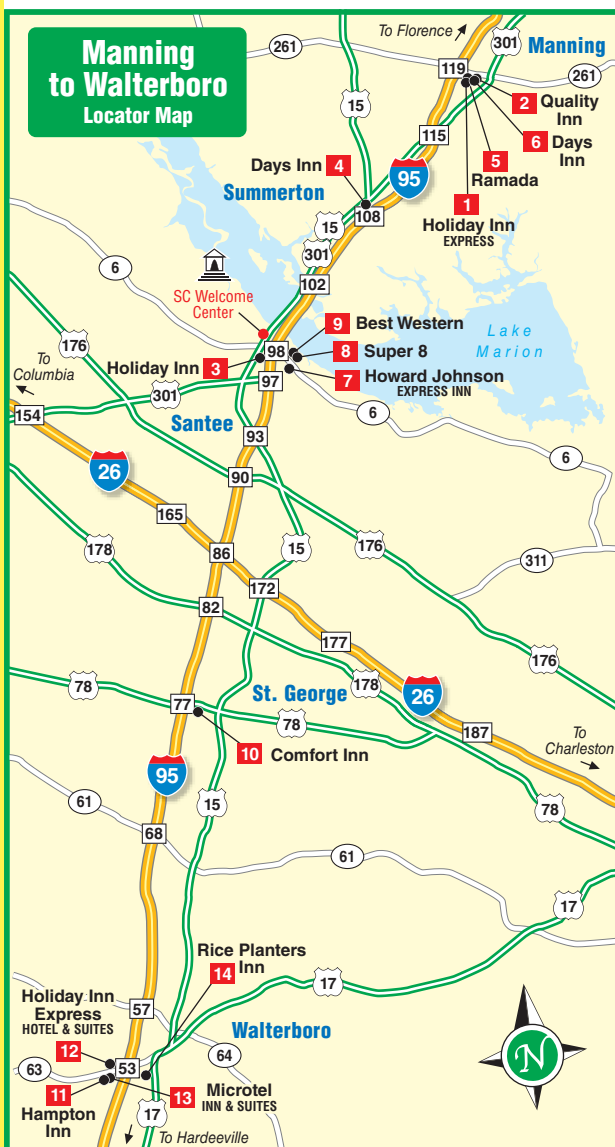 Manning
to Walterboro
Locator Map
To Florence
261
301
Manning
15
119
261
2 Quality
Inn
6 Days
Inn
115
5
Ramada
Days Inn 4
95
1
Holiday Inn
EXPRESS
Summerton
108
15
301
6
102
SC Welcome
Center
9 Best Western
Lake
Marion
176
98
8 Super 8
Holiday Inn 3
To
Columbia
97
7 Howard Johnson
EXPRESS INN
301
154
6
Santee
93
6
26
90
165
178
15
176
86
311
172
82
177
176
78
178
St. George
26
77
78
187
To
Charleston
10 Comfort Inn
95
61
15
78
68
61
17
Rice Planters
Inn
14
17
Holiday Inn
Express
HOTEL & SUITES
57
Walterboro
12
64
63
53
11
13 Microtel
INN & SUITES
Hampton
Inn
17
To Hardeeville
N